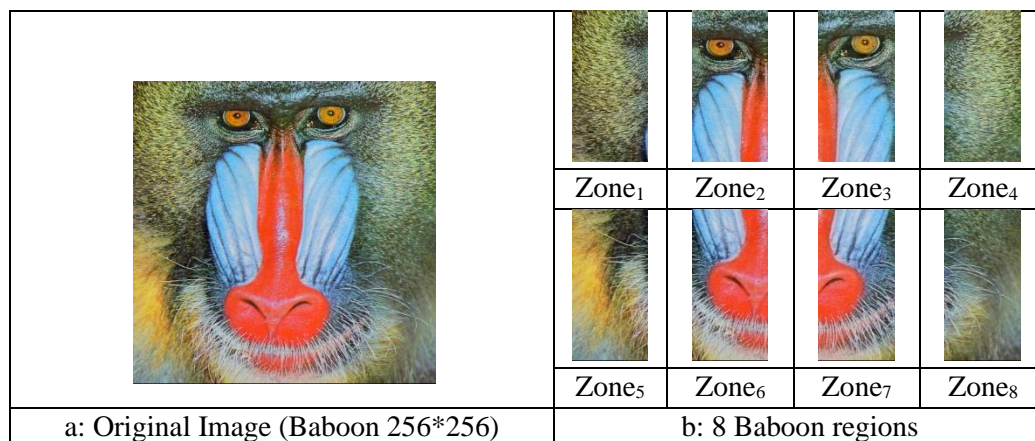 Zone₁ Zone₂ Zone₃ Zone₄
Zone₅ Zone₆ Zone₇ Zone₈
a: Original Image (Baboon 256*256) b: 8 Baboon regions